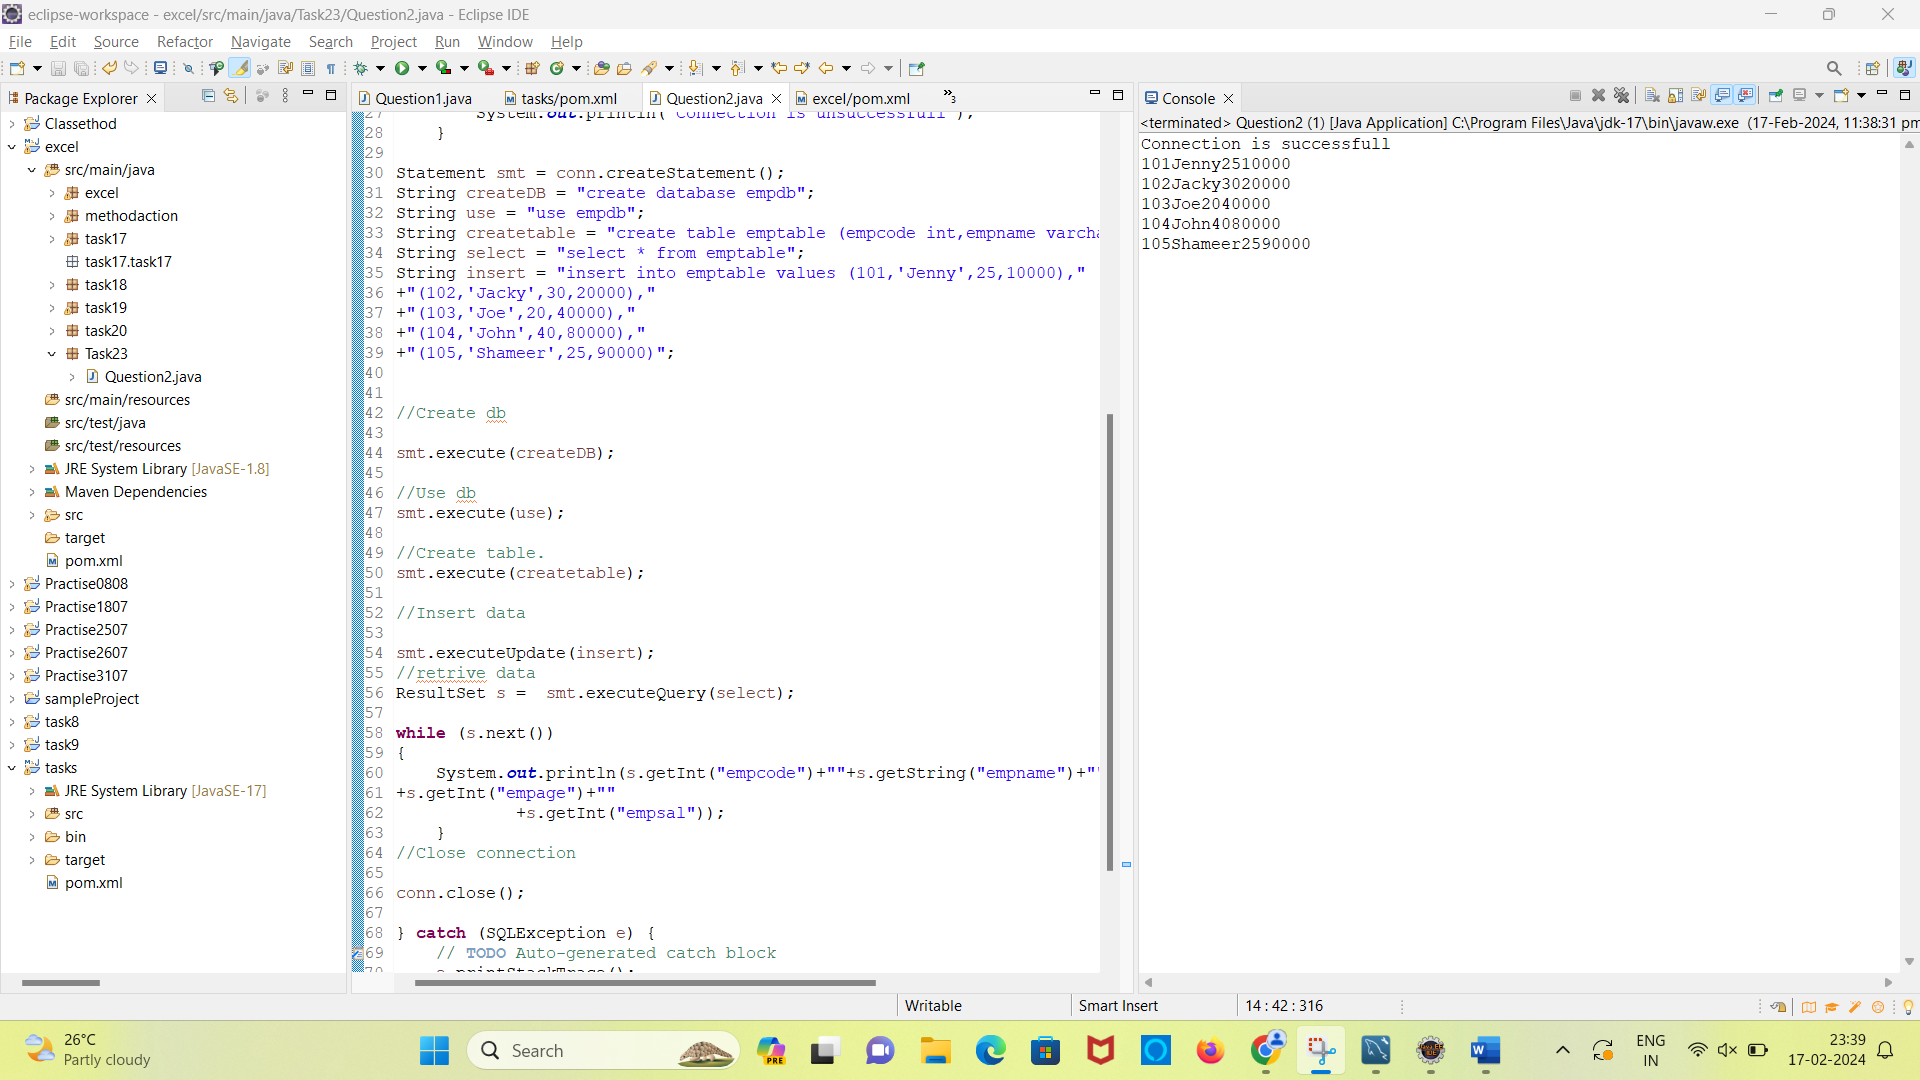 eclipse-workspace - excel/src/main/java/Task23/Question2.java - Eclipse IDE
File Edit Source Refactor Navigate Search Project Run Window Help
Package Explorer
Classethod
excel
src/main/java
excel
methodaction
task17
task17.task17
task18
task19
task20
Task23
Question2.java
src/main/resources
src/test/java
src/test/resources
JRE System Library [JavaSE-1.8]
Maven Dependencies
src
target
pom.xml
Practise0808
Practise1807
Practise2507
Practise2607
Practise3107
sampleProject
task8
task9
tasks
JRE System Library [JavaSE-17]
src
bin
target
pom.xml
Question1.java tasks/pom.xml Question2.java excel/pom.xml »3
27 System.out.println("Connection is unsuccessfull");
28 }
29
30 Statement smt = conn.createStatement();
31 String createDB = "create database empdb";
32 String use = "use empdb";
33 String createtable = "create table emptable (empcode int,empname varcha
34 String select = "select * from emptable";
35 String insert = "insert into emptable values (101,'Jenny',25,10000),"
36 +"(102,'Jacky',30,20000),"
37 +"(103,'Joe',20,40000),"
38 +"(104,'John',40,80000),"
39 +"(105,'Shameer',25,90000)";
40
41
42 //Create db
43
44 smt.execute(createDB);
45
46 //Use db
47 smt.execute(use);
48
49 //Create table.
50 smt.execute(createtable);
51
52 //Insert data
53
54 smt.executeUpdate(insert);
55 //retrive data
56 ResultSet s =  smt.executeQuery(select);
57
58 while (s.next())
59 {
60 System.out.println(s.getInt("empcode")+""+s.getString("empname")+""
61 +s.getInt("empage")+""
62 +s.getInt("empsal"));
63 }
64 //Close connection
65
66 conn.close();
67
68 } catch (SQLException e) {
69 // TODO Auto-generated catch block
70 e.printStackTrace();
Console
<terminated> Question2 (1) [Java Application] C:\Program Files\Java\jdk-17\bin\javaw.exe (17-Feb-2024, 11:38:31 pm
Connection is successfull
101Jenny2510000
102Jacky3020000
103Joe2040000
104John4080000
105Shameer2590000
Writable Smart Insert 14 : 42 : 316
26°C
Partly cloudy
Search
PRE
ENG
IN
23:39
17-02-2024